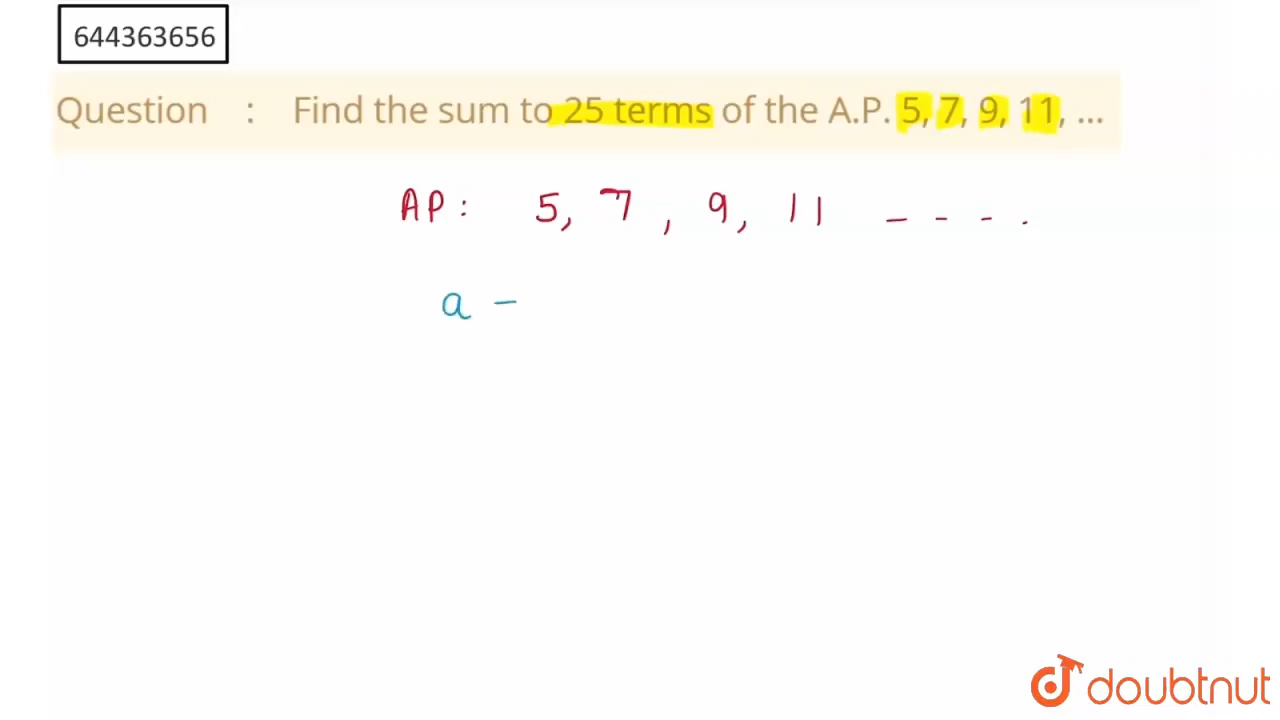 644363656
Question : Find the sum to 25 terms of the A.P. 5, 7, 9, 11, ...
AP: 5, 7, 9, 11 - - - .
a -
doubtnut